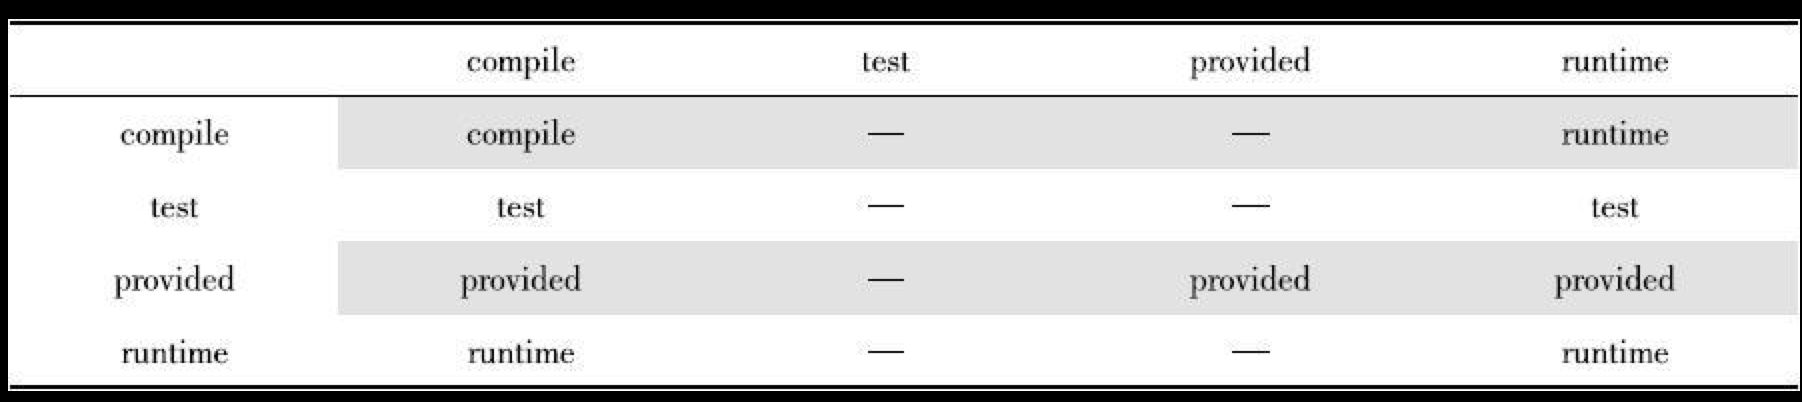 compile test provided runtime
compile compile — — runtime
test test — — test
provided provided — provided provided
runtime runtime — — runtime